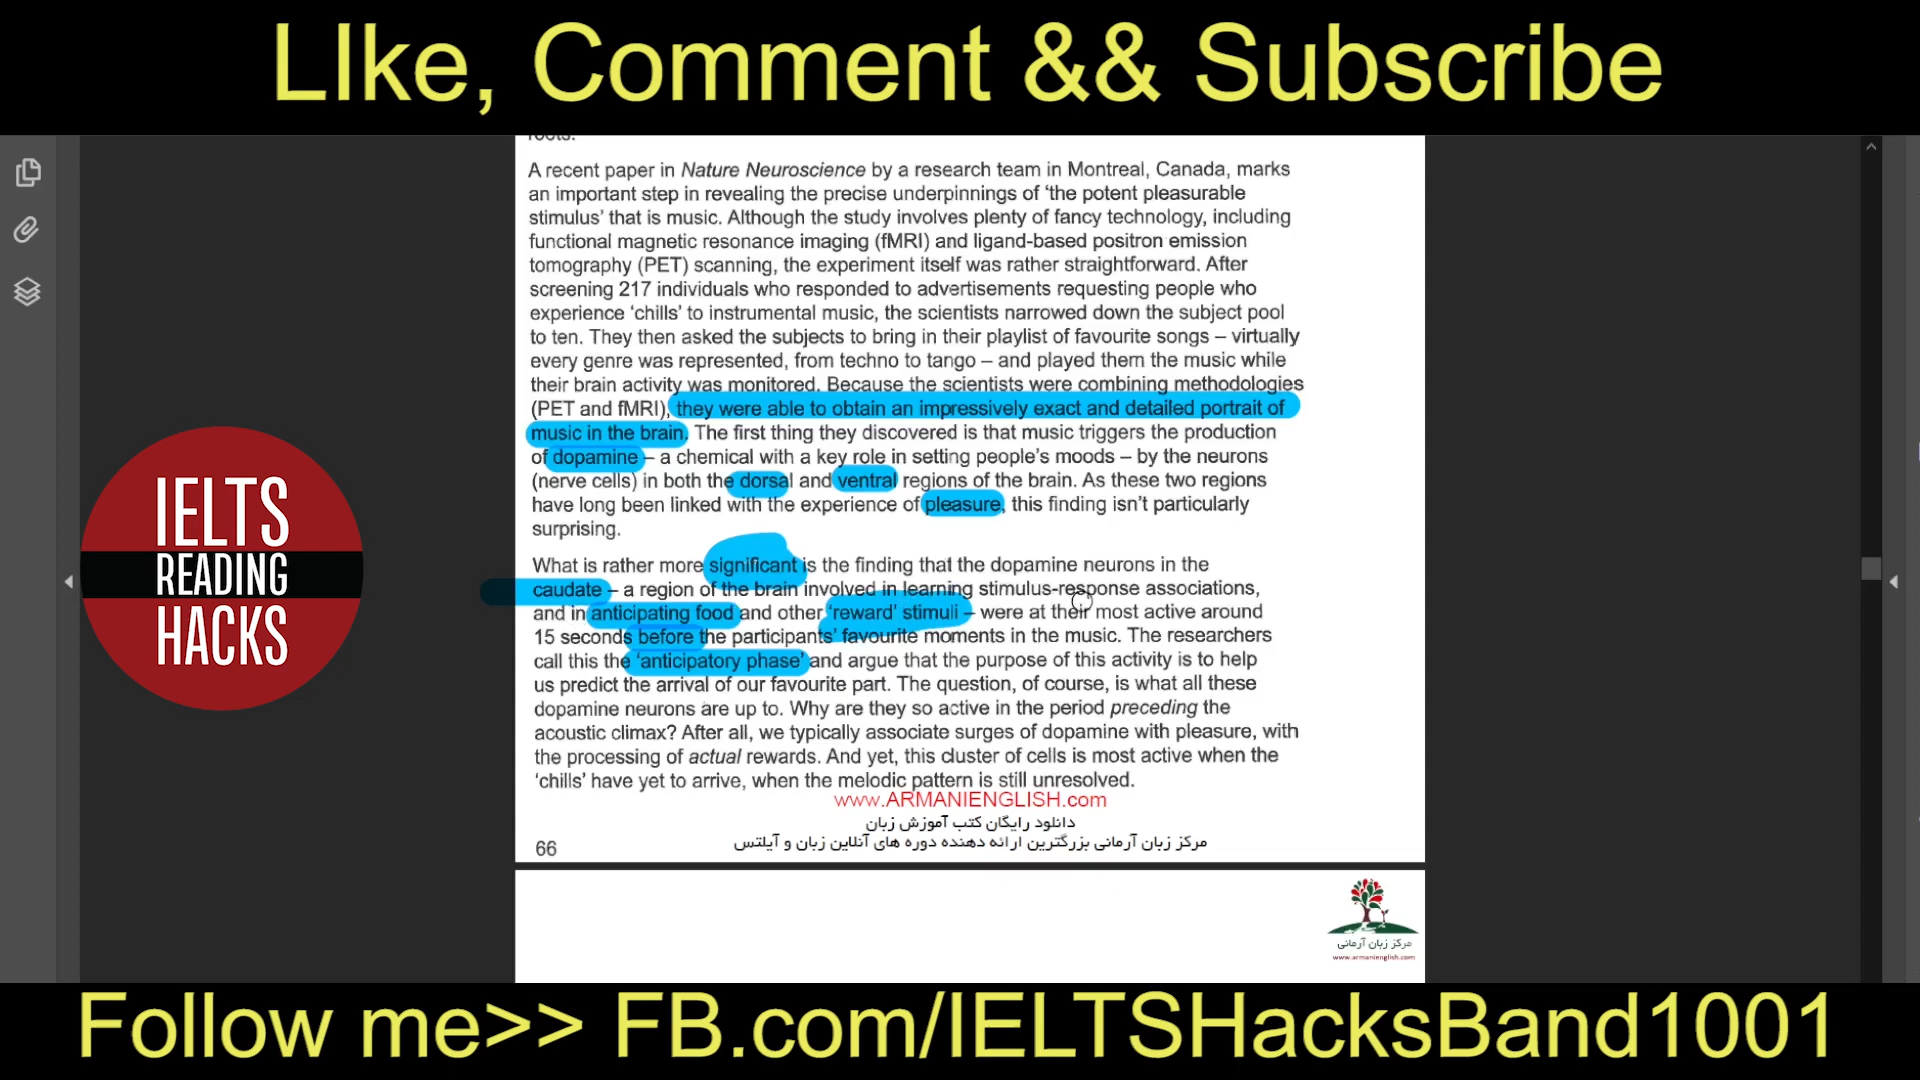 LIke, Comment && Subscribe
roots.
A recent paper in Nature Neuroscience by a research team in Montreal, Canada, marks
an important step in revealing the precise underpinnings of ‘the potent pleasurable
stimulus’ that is music. Although the study involves plenty of fancy technology, including
functional magnetic resonance imaging (fMRI) and ligand-based positron emission
tomography (PET) scanning, the experiment itself was rather straightforward. After
screening 217 individuals who responded to advertisements requesting people who
experience ‘chills’ to instrumental music, the scientists narrowed down the subject pool
to ten. They then asked the subjects to bring in their playlist of favourite songs – virtually
every genre was represented, from techno to tango – and played them the music while
their brain activity was monitored. Because the scientists were combining methodologies
(PET and fMRI), they were able to obtain an impressively exact and detailed portrait of
music in the brain. The first thing they discovered is that music triggers the production
of dopamine – a chemical with a key role in setting people’s moods – by the neurons
(nerve cells) in both the dorsal and ventral regions of the brain. As these two regions
have long been linked with the experience of pleasure, this finding isn’t particularly
surprising.
What is rather more significant is the finding that the dopamine neurons in the
caudate – a region of the brain involved in learning stimulus-response associations,
and in anticipating food and other ‘reward’ stimuli – were at their most active around
15 seconds before the participants’ favourite moments in the music. The researchers
call this the ‘anticipatory phase’ and argue that the purpose of this activity is to help
us predict the arrival of our favourite part. The question, of course, is what all these
dopamine neurons are up to. Why are they so active in the period preceding the
acoustic climax? After all, we typically associate surges of dopamine with pleasure, with
the processing of actual rewards. And yet, this cluster of cells is most active when the
‘chills’ have yet to arrive, when the melodic pattern is still unresolved.
www.ARMANIENGLISH.com
دانلود رایگان کتب آموزش زبان
مرکز زبان آرمانی بزرگترین ارائه دهنده دوره های آنلاین زبان و آیلتس
66
IELTS
READING
HACKS
مرکز زبان آرمانی
www.armanienglish.com
Follow me>> FB.com/IELTSHacksBand1001